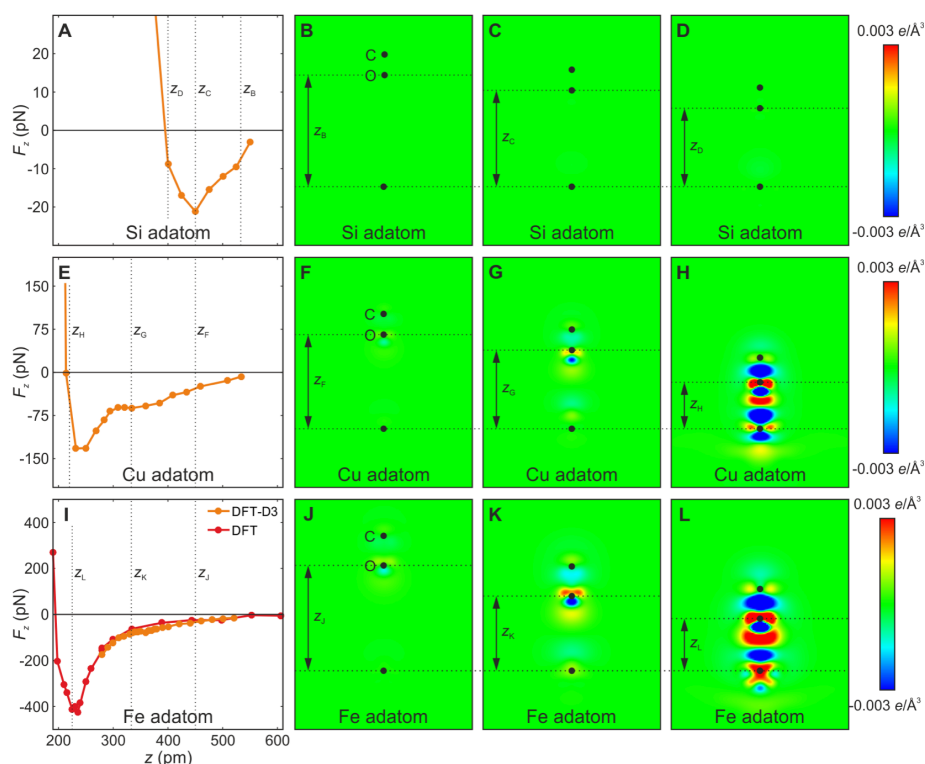 A
30
20
10
0
-10
-20
F_z (pN)
z_D
z_C
z_B
Si adatom
B
C
O
z_B
Si adatom
C
z_C
Si adatom
D
z_D
Si adatom
0.003 e/Å³
-0.003 e/Å³
E
150
75
0
-75
-150
F_z (pN)
z_H
z_G
z_F
Cu adatom
F
C
O
z_F
Cu adatom
G
z_G
Cu adatom
H
z_H
Cu adatom
0.003 e/Å³
-0.003 e/Å³
I
DFT-D3
DFT
400
200
0
-200
-400
F_z (pN)
z_L
z_K
z_J
Fe adatom
200
300
400
500
600
z (pm)
J
C
O
z_J
Fe adatom
K
z_K
Fe adatom
L
z_L
Fe adatom
0.003 e/Å³
-0.003 e/Å³